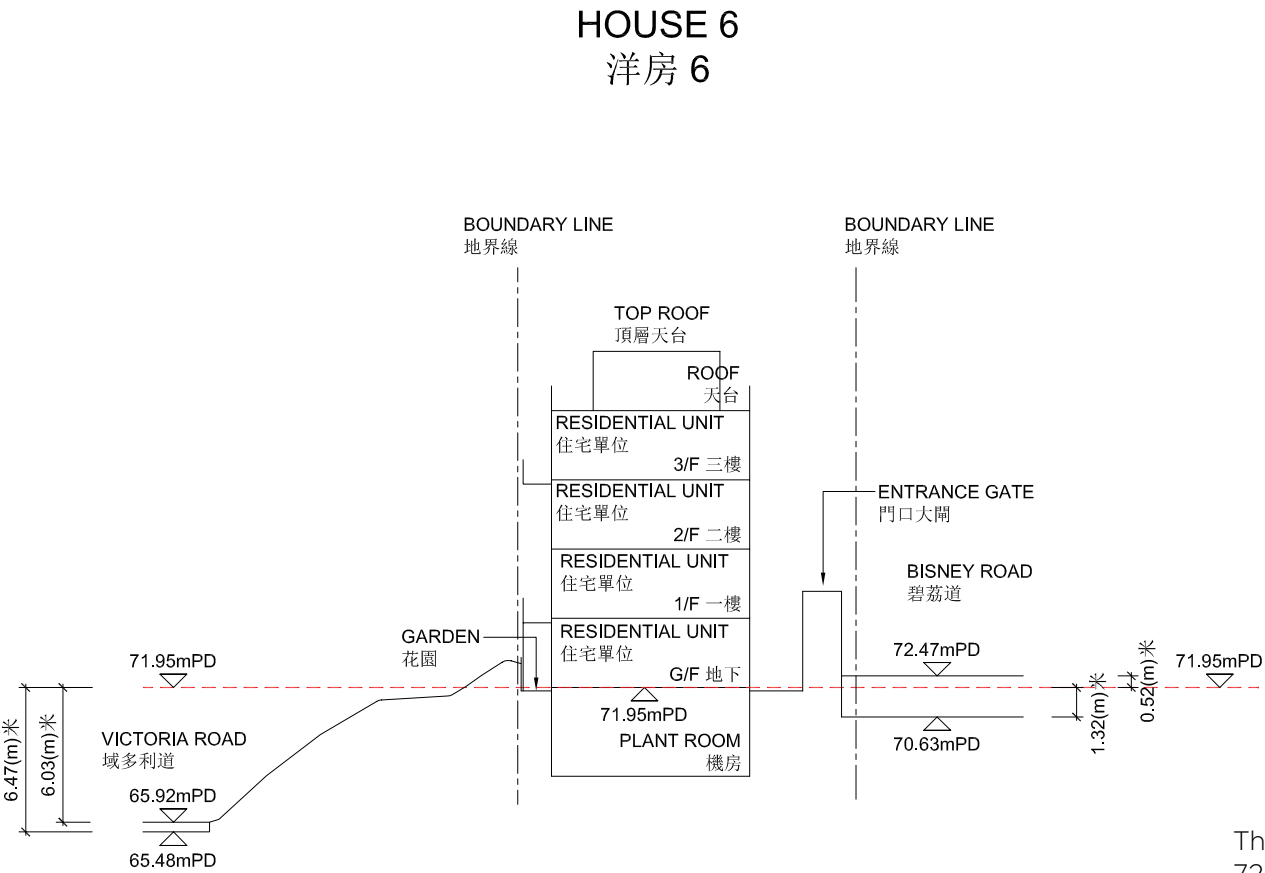 HOUSE 6
洋房 6
BOUNDARY LINE
地界線
BOUNDARY LINE
地界線
TOP ROOF
頂層天台
ROOF
天台
RESIDENTIAL UNIT
住宅單位
3/F 三樓
RESIDENTIAL UNIT
住宅單位
2/F 二樓
ENTRANCE GATE
門口大閘
RESIDENTIAL UNIT
住宅單位
1/F 一樓
BISNEY ROAD
碧荔道
GARDEN
花園
RESIDENTIAL UNIT
住宅單位
G/F 地下
71.95mPD
72.47mPD
71.95mPD
0.52(m)米
1.32(m)米
71.95mPD
70.63mPD
PLANT ROOM
機房
VICTORIA ROAD
域多利道
6.47(m)米
6.03(m)米
65.92mPD
65.48mPD
Th